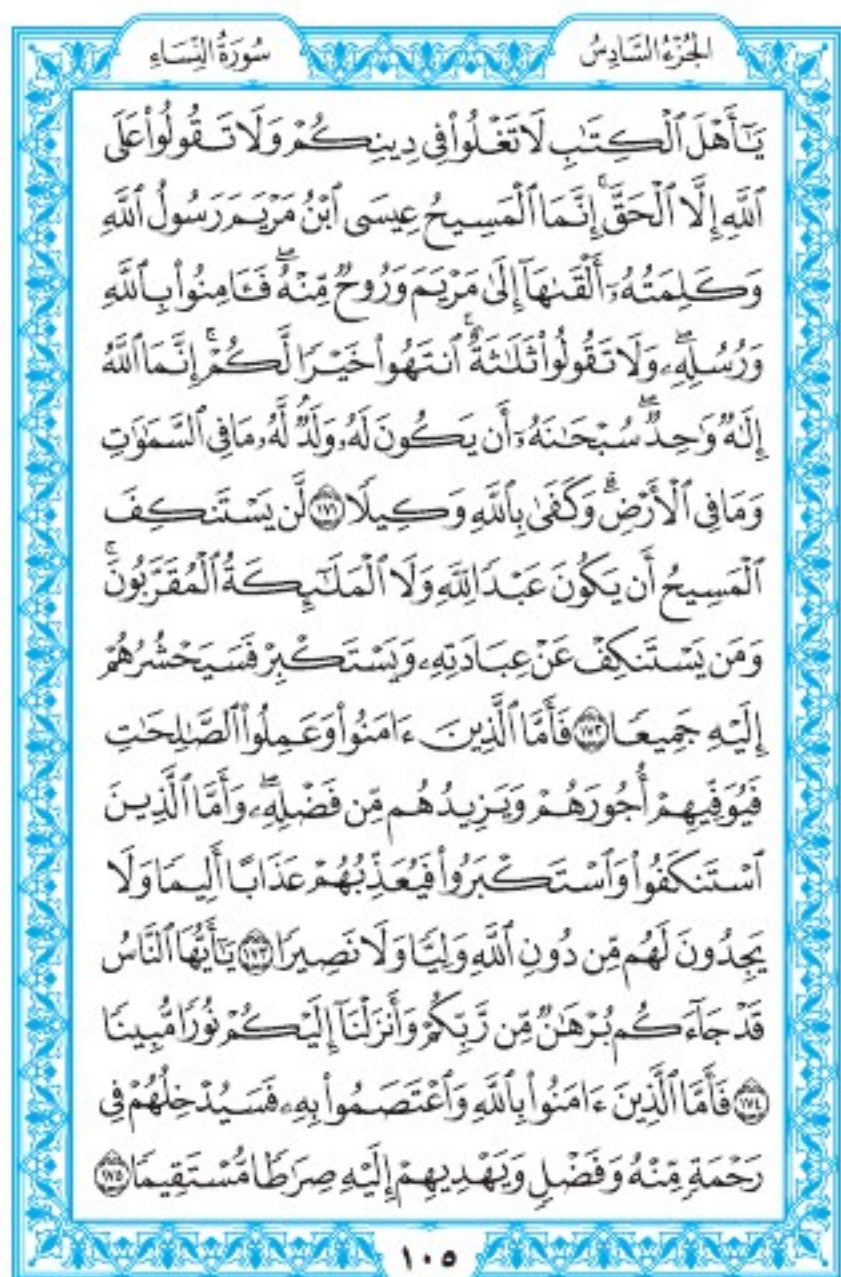 الجُزْءُ السَّادِسُ
سُورَةُ النِّسَاءِ
يَـٰٓأَهْلَ ٱلْكِتَـٰبِ لَا تَغْلُوا۟ فِى دِينِكُمْ وَلَا تَقُولُوا۟ عَلَى
ٱللَّهِ إِلَّا ٱلْحَقَّ ۚ إِنَّمَا ٱلْمَسِيحُ عِيسَى ٱبْنُ مَرْيَمَ رَسُولُ ٱللَّهِ
وَكَلِمَتُهُۥٓ أَلْقَىٰهَآ إِلَىٰ مَرْيَمَ وَرُوحٌ مِّنْهُ ۖ فَـَٔامِنُوا۟ بِٱللَّهِ
وَرُسُلِهِۦ ۖ وَلَا تَقُولُوا۟ ثَلَـٰثَةٌ ۚ ٱنتَهُوا۟ خَيْرًا لَّكُمْ ۚ إِنَّمَا ٱللَّهُ
إِلَـٰهٌ وَٰحِدٌ ۖ سُبْحَـٰنَهُۥٓ أَن يَكُونَ لَهُۥ وَلَدٌ ۘ لَّهُۥ مَا فِى ٱلسَّمَـٰوَٰتِ
وَمَا فِى ٱلْأَرْضِ ۗ وَكَفَىٰ بِٱللَّهِ وَكِيلًا ١٧١ لَّن يَسْتَنكِفَ
ٱلْمَسِيحُ أَن يَكُونَ عَبْدًا لِّلَّهِ وَلَا ٱلْمَلَـٰٓئِكَةُ ٱلْمُقَرَّبُونَ ۚ
وَمَن يَسْتَنكِفْ عَنْ عِبَادَتِهِۦ وَيَسْتَكْبِرْ فَسَيَحْشُرُهُمْ
إِلَيْهِ جَمِيعًا ١٧٢ فَأَمَّا ٱلَّذِينَ ءَامَنُوا۟ وَعَمِلُوا۟ ٱلصَّـٰلِحَـٰتِ
فَيُوَفِّيهِمْ أُجُورَهُمْ وَيَزِيدُهُم مِّن فَضْلِهِۦ ۖ وَأَمَّا ٱلَّذِينَ
ٱسْتَنكَفُوا۟ وَٱسْتَكْبَرُوا۟ فَيُعَذِّبُهُمْ عَذَابًا أَلِيمًا وَلَا
يَجِدُونَ لَهُم مِّن دُونِ ٱللَّهِ وَلِيًّا وَلَا نَصِيرًا ١٧٣ يَـٰٓأَيُّهَا ٱلنَّاسُ
قَدْ جَآءَكُم بُرْهَـٰنٌ مِّن رَّبِّكُمْ وَأَنزَلْنَآ إِلَيْكُمْ نُورًا مُّبِينًا
١٧٤ فَأَمَّا ٱلَّذِينَ ءَامَنُوا۟ بِٱللَّهِ وَٱعْتَصَمُوا۟ بِهِۦ فَسَيُدْخِلُهُمْ فِى
رَحْمَةٍ مِّنْهُ وَفَضْلٍ وَيَهْدِيهِمْ إِلَيْهِ صِرَٰطًا مُّسْتَقِيمًا ١٧٥
١٠٥